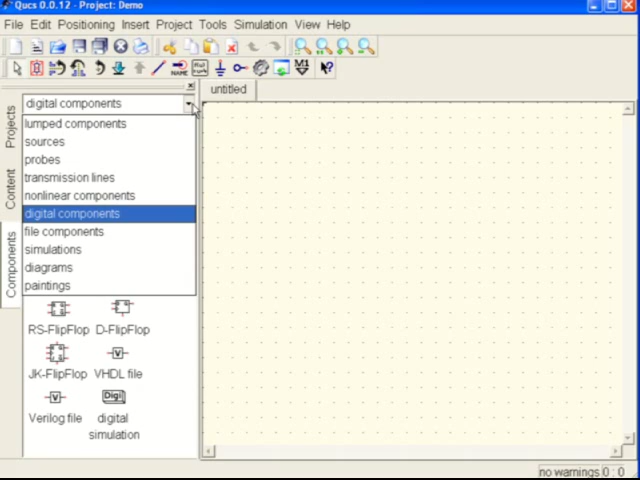 Qucs 0.0.12 - Project: Demo
File Edit Positioning Insert Project Tools Simulation View Help
NAME
untitled
digital components
Projects
Content
Components
lumped components
sources
probes
transmission lines
nonlinear components
digital components
file components
simulations
diagrams
paintings
RS-FlipFlop D-FlipFlop
JK-FlipFlop VHDL file
Verilog file digital simulation
Digi
no warnings 0 : 0